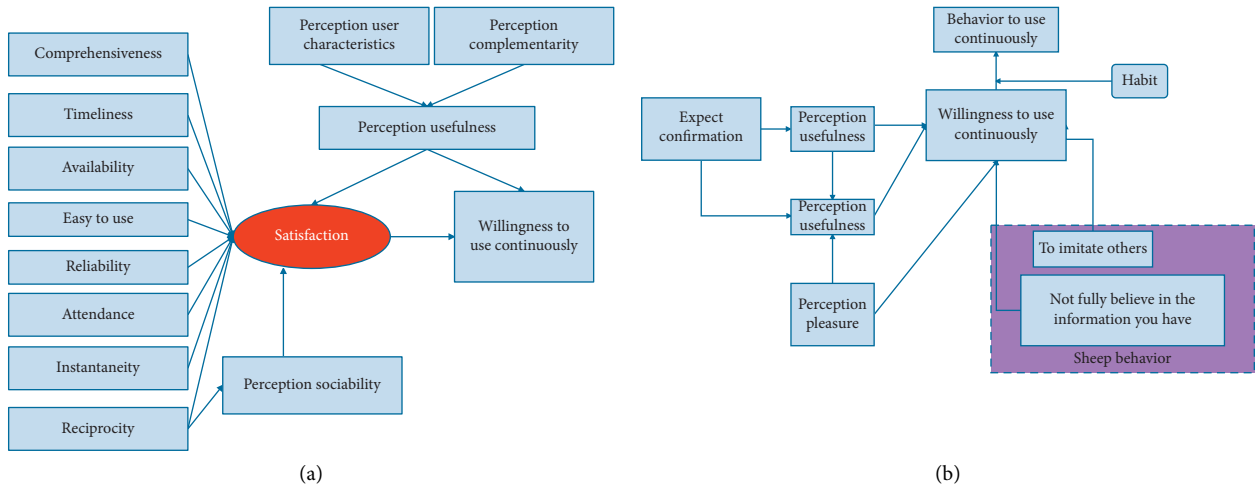 Comprehensiveness
Timeliness
Availability
Easy to use
Reliability
Attendance
Instantaneity
Reciprocity
Perception user
characteristics
Perception
complementarity
Perception usefulness
Satisfaction
Willingness to
use continuously
Perception sociability
(a)
Behavior to use
continuously
Habit
Expect
confirmation
Perception
usefulness
Willingness to use
continuously
Perception
usefulness
Perception
pleasure
To imitate others
Not fully believe in the
information you have
Sheep behavior
(b)